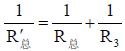 1/R′总 = 1/R总 + 1/R₃